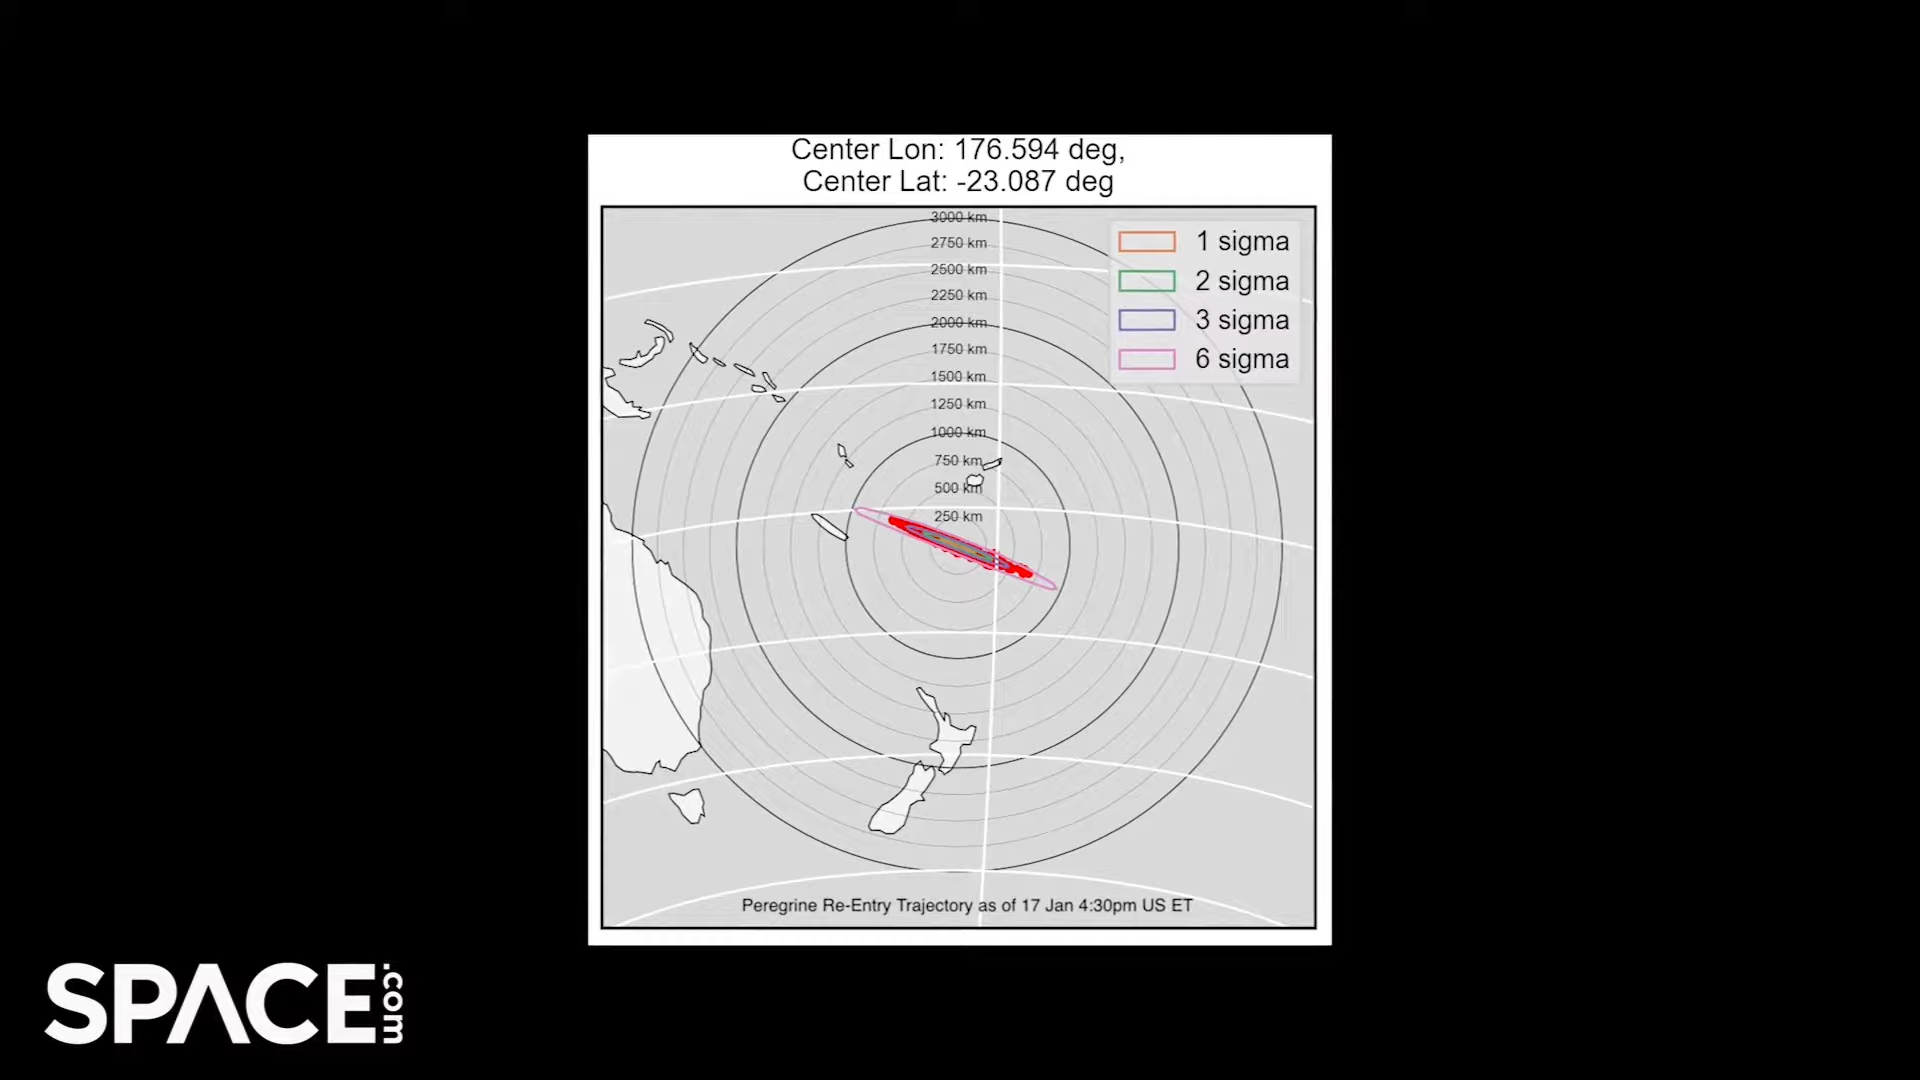 Center Lon: 176.594 deg,
Center Lat: -23.087 deg
3000 km
2750 km
2500 km
2250 km
2000 km
1750 km
1500 km
1250 km
1000 km
750 km
500 km
250 km
1 sigma
2 sigma
3 sigma
6 sigma
Peregrine Re-Entry Trajectory as of 17 Jan 4:30pm US ET
SPACE.com